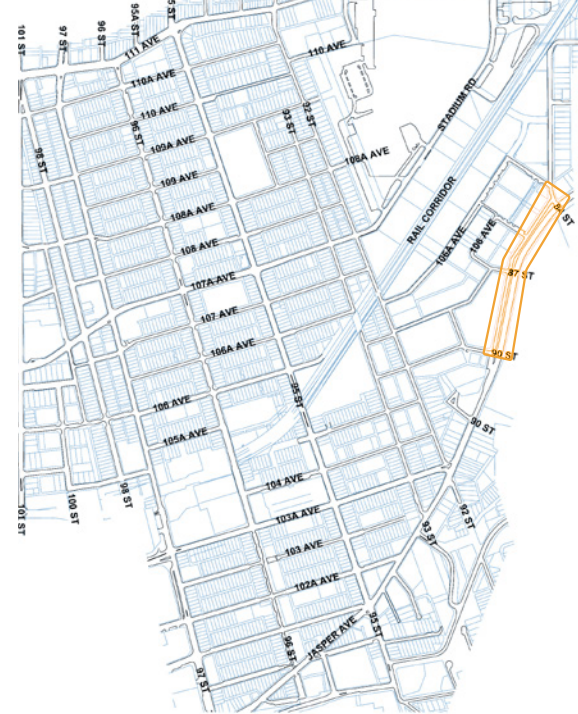 95A ST
96 ST
97 ST
101 ST
111 AVE
110 AVE
110A AVE
STADIUM RD
110 AVE
93 ST
92 ST
96 ST
109A AVE
98 ST
108A AVE
109 AVE
108A AVE
RAIL CORRIDOR
106A AVE
106 AVE
108 AVE
107A AVE
87 ST
107 AVE
106A AVE
90 ST
95 ST
106 AVE
105A AVE
90 ST
104 AVE
98 ST
100 ST
101 ST
103A AVE
92 ST
93 ST
103 AVE
102A AVE
95 ST
JASPER AVE
96 ST
97 ST